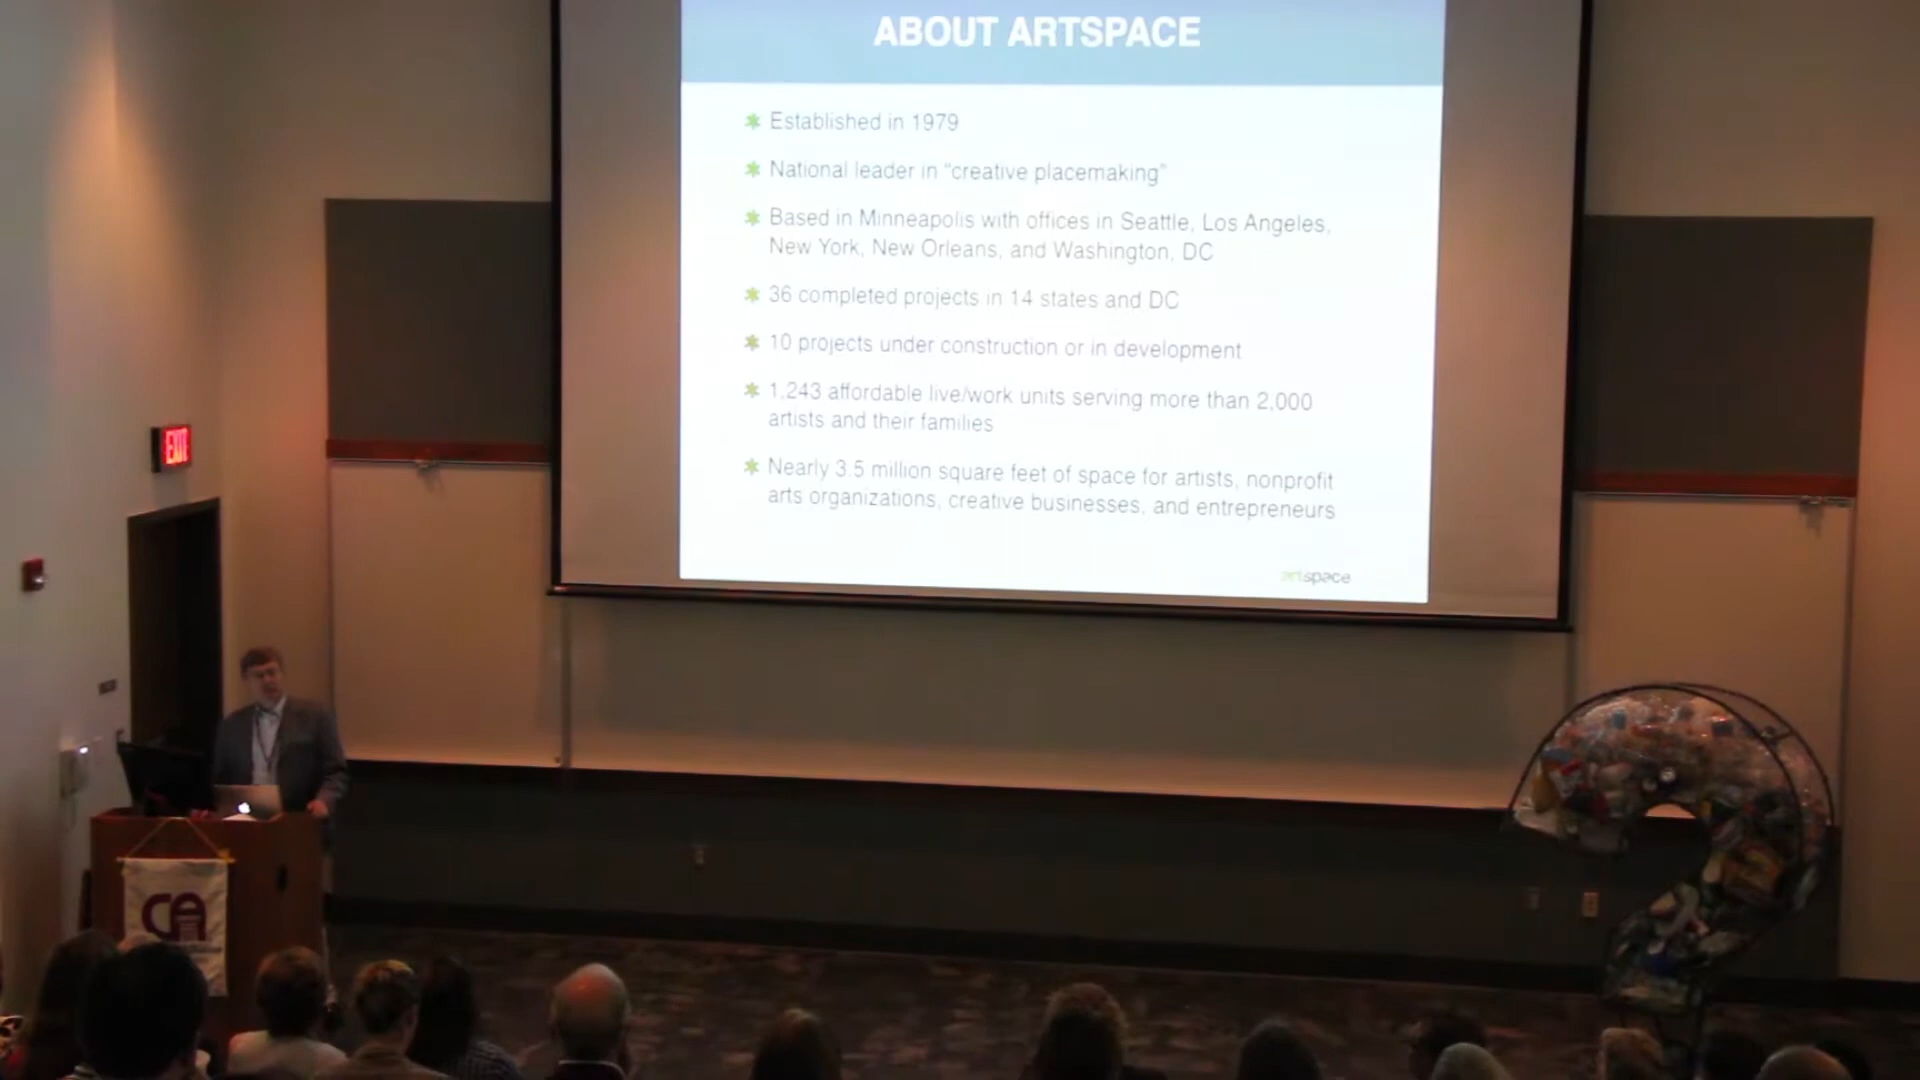 ABOUT ARTSPACE
Established in 1979
National leader in "creative placemaking"
Based in Minneapolis with offices in Seattle, Los Angeles,
New York, New Orleans, and Washington, DC
36 completed projects in 14 states and DC
10 projects under construction or in development
1,243 affordable live/work units serving more than 2,000
artists and their families
Nearly 3.5 million square feet of space for artists, nonprofit
arts organizations, creative businesses, and entrepreneurs
artspace
EXIT
CA